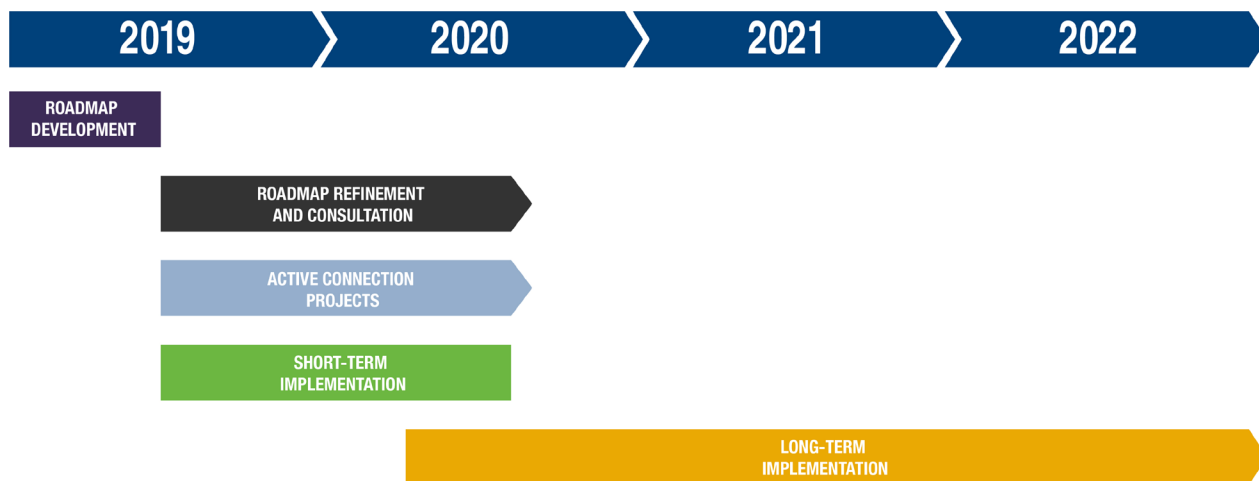 2019 2020 2021 2022
ROADMAP
DEVELOPMENT
ROADMAP REFINEMENT
AND CONSULTATION
ACTIVE CONNECTION
PROJECTS
SHORT-TERM
IMPLEMENTATION
LONG-TERM
IMPLEMENTATION